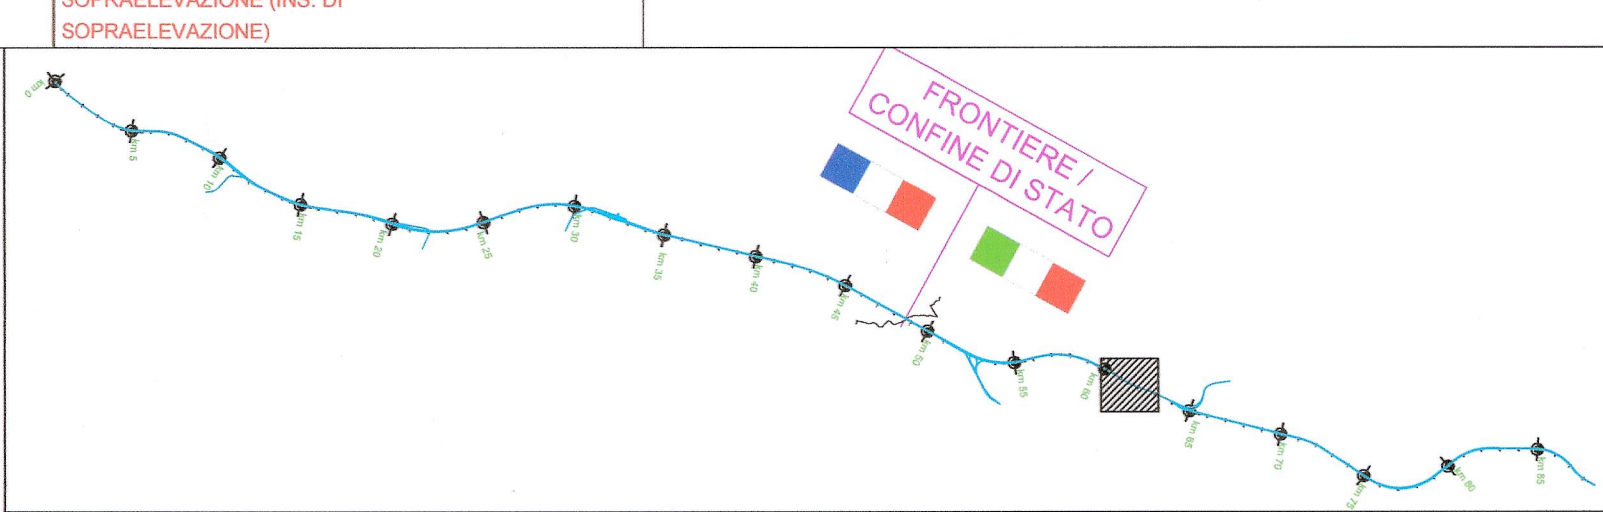 SOPRAELEVAZIONE (INS. DI
SOPRAELEVAZIONE)
FRONTIERE /
CONFINE DI STATO
km 0
km 5
km 10
km 15
km 20
km 25
km 30
km 35
km 40
km 45
km 50
km 55
km 60
km 65
km 70
km 75
km 80
km 85